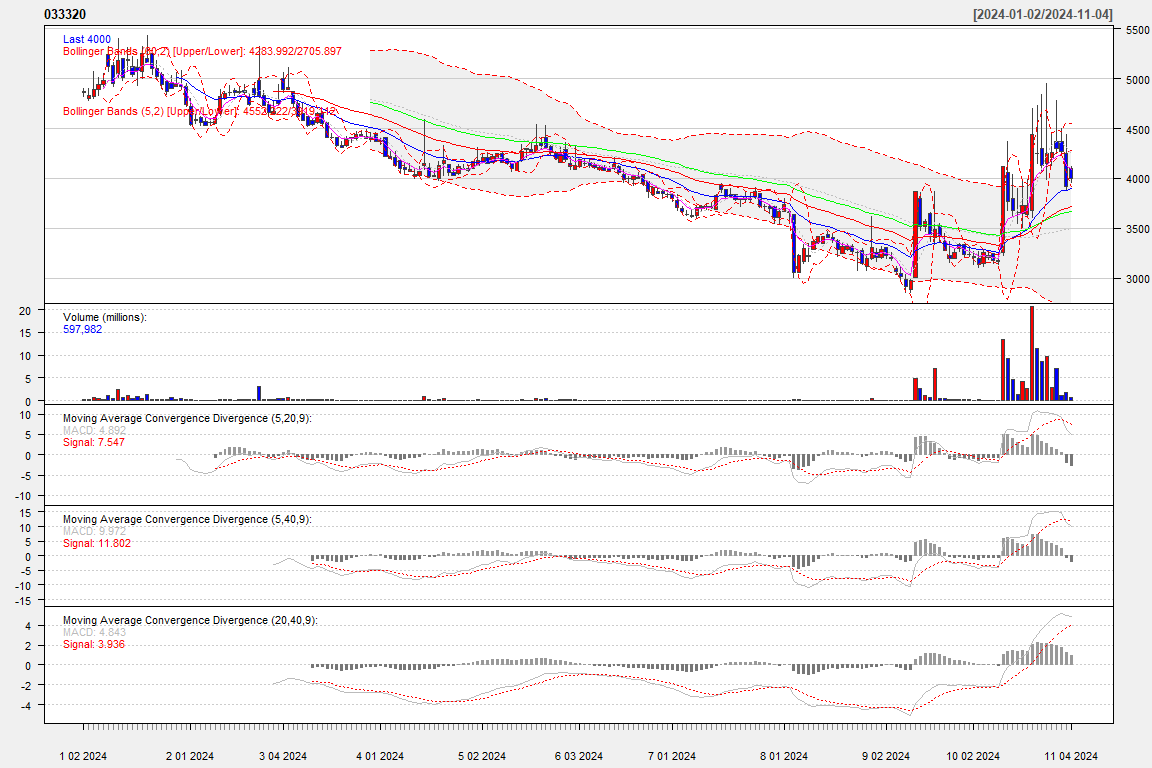 033320
[2024-01-02/2024-11-04]
Last 4000
Bollinger Bands (60,2) [Upper/Lower]: 4283.992/2705.897
Bollinger Bands (5,2) [Upper/Lower]:
5500
5000
4500
4000
3500
3000
Volume (millions):
597,982
20
15
10
5
0
Moving Average Convergence Divergence (5,20,9):
MACD: 4.892
Signal: 7.547
10
5
0
-5
-10
Moving Average Convergence Divergence (5,40,9):
MACD: 9.972
Signal: 11.802
15
10
5
0
-5
-10
-15
Moving Average Convergence Divergence (20,40,9):
MACD: 4.843
Signal: 3.936
4
2
0
-2
-4
1 02 2024
2 01 2024
3 04 2024
4 01 2024
5 02 2024
6 03 2024
7 01 2024
8 01 2024
9 02 2024
10 02 2024
11 04 2024